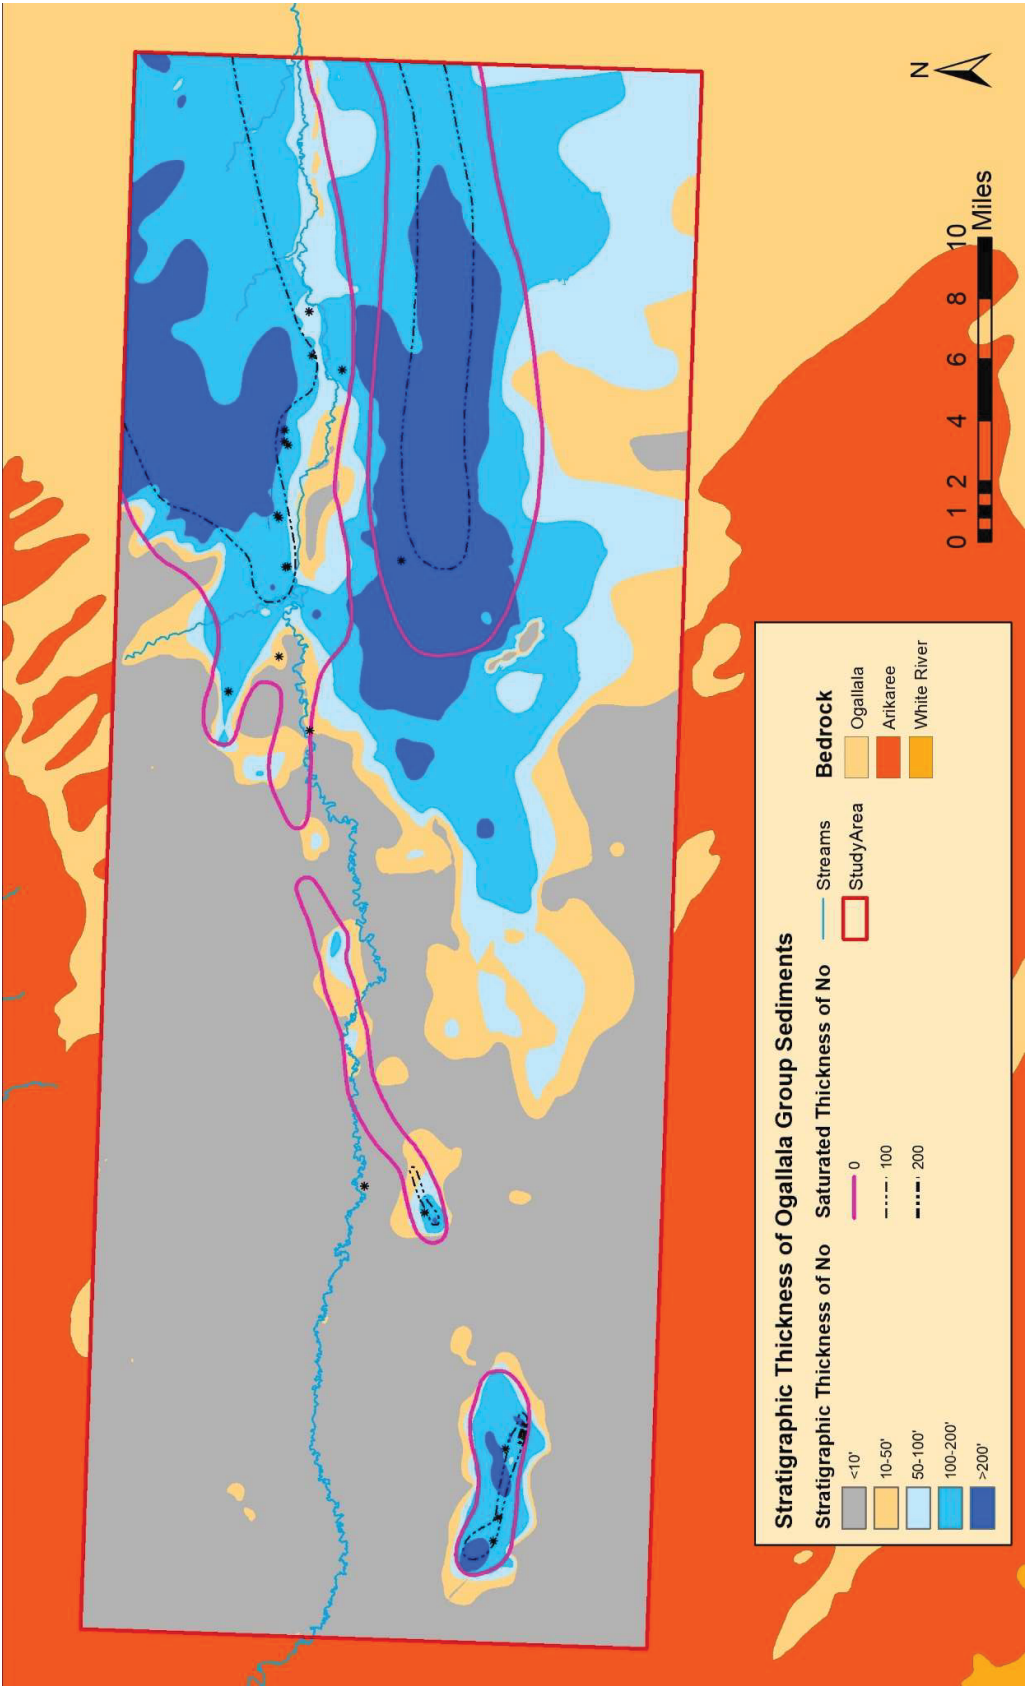 N
0 1 2 4 6 8 10
Miles
Stratigraphic Thickness of Ogallala Group Sediments
Stratigraphic Thickness of No
<10'
10-50'
50-100'
100-200'
>200'
Saturated Thickness of No
0
100
200
Streams
StudyArea
Bedrock
Ogallala
Arikaree
White River